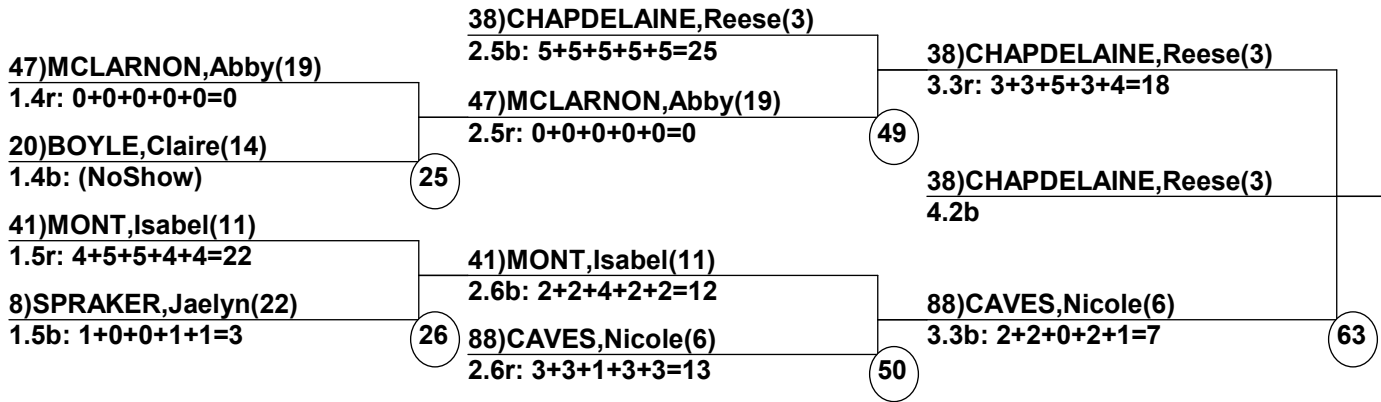 47)MCLARNON,Abby(19)
1.4r: 0+0+0+0+0=0
20)BOYLE,Claire(14)
1.4b: (NoShow)
25
41)MONT,Isabel(11)
1.5r: 4+5+5+4+4=22
8)SPRAKER,Jaelyn(22)
1.5b: 1+0+0+1+1=3
26
38)CHAPDELAINE,Reese(3)
2.5b: 5+5+5+5+5=25
47)MCLARNON,Abby(19)
2.5r: 0+0+0+0+0=0
49
41)MONT,Isabel(11)
2.6b: 2+2+4+2+2=12
88)CAVES,Nicole(6)
2.6r: 3+3+1+3+3=13
50
38)CHAPDELAINE,Reese(3)
3.3r: 3+3+5+3+4=18
88)CAVES,Nicole(6)
3.3b: 2+2+0+2+1=7
63
38)CHAPDELAINE,Reese(3)
4.2b